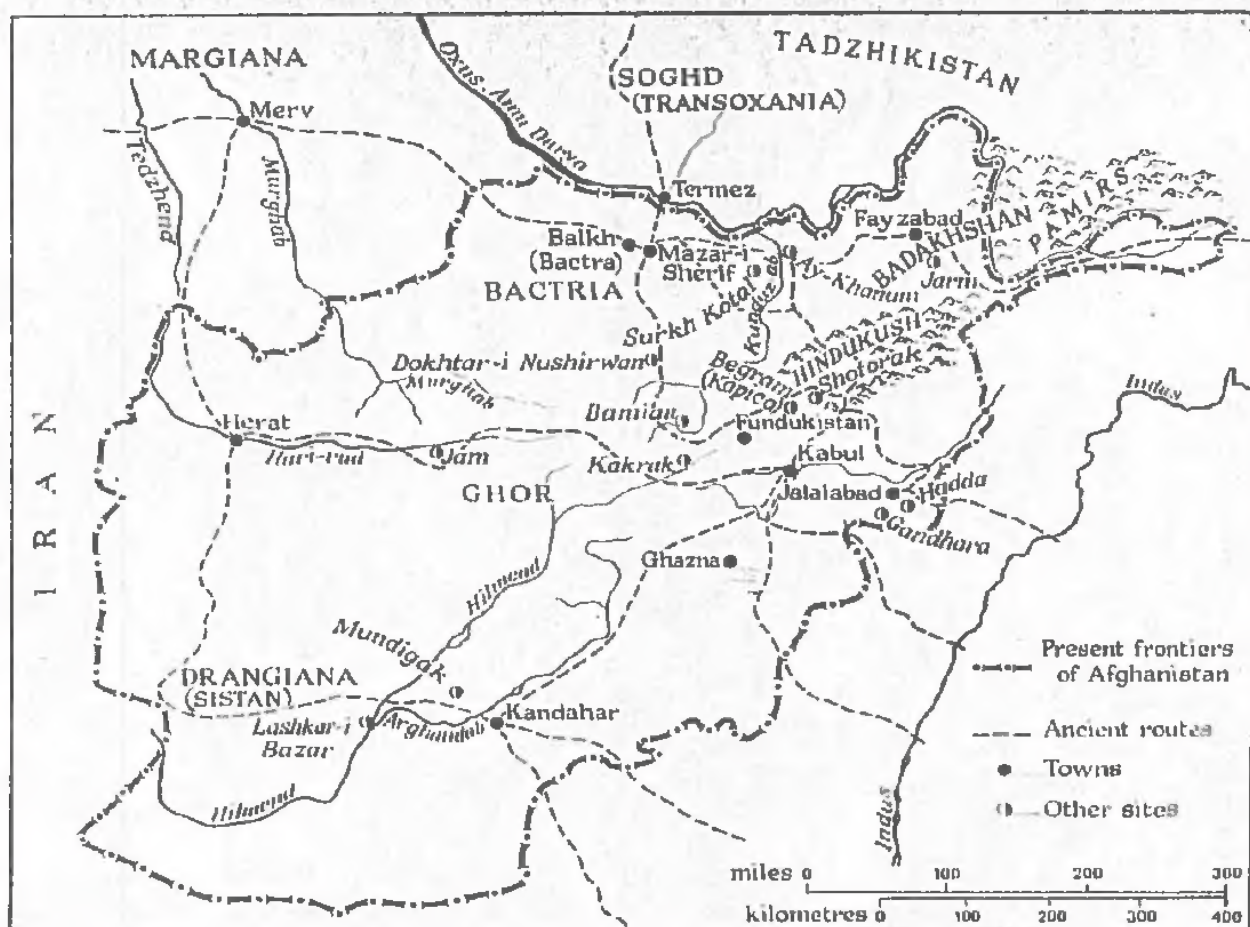 MARGIANA
TADZHIKISTAN
SOGHD
(TRANSOXANIA)
Merv
Oxus. Amu Darya
Tedzhend
Murghab
Termez
PAMIRS
Fayzabad
BADAKHSHAN
Balkh
(Bactra)
Mazar-i
Sherif
Khanum
Jarm
BACTRIA
Surkh Kotal
Kunduz
HINDUKUSH
Dokhtar-i Nushirwan
Murghab
Begram
Shotorak
Indus
IRAN
Bamian
Fundukistan
Herat
Hari-rud
Jam
Kakrak
Kabul
GHOR
Jalalabad
Hadda
Gandhara
Ghazna
Hilmend
Mundigak
DRANGIANA
(SISTAN)
Lashkar-i
Bazar
Arghandab
Kandahar
Hilmend
Indus
Present frontiers
of Afghanistan
Ancient routes
Towns
Other sites
miles 0 100 200 300
kilometres 0 100 200 300 400